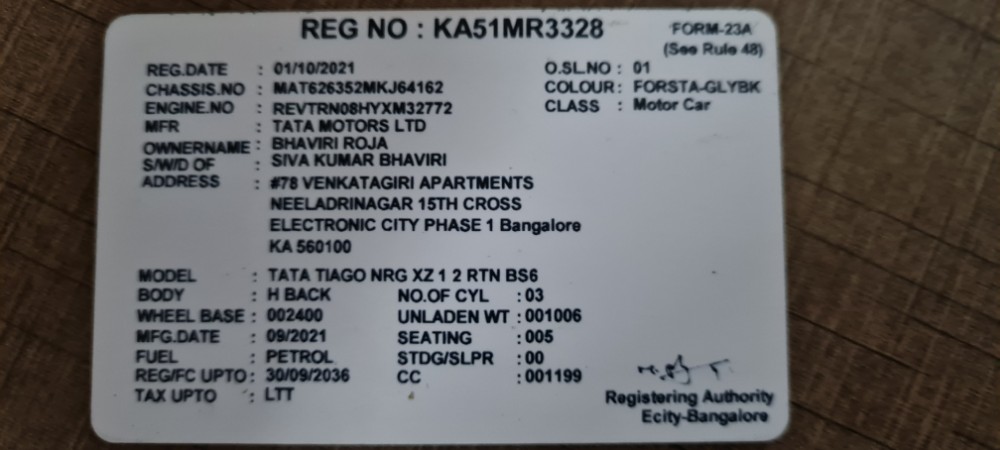 REG NO : KA51MR3328
FORM-23A
(See Rule 48)
REG.DATE : 01/10/2021 O.SL.NO : 01
CHASSIS.NO : MAT626352MKJ64162 COLOUR : FORSTA-GLYBK
ENGINE.NO : REVTRN08HYXM32772 CLASS : Motor Car
MFR : TATA MOTORS LTD
OWNERNAME : BHAVIRI ROJA
S/W/D OF : SIVA KUMAR BHAVIRI
ADDRESS : #78 VENKATAGIRI APARTMENTS
NEELADRINAGAR 15TH CROSS
ELECTRONIC CITY PHASE 1 Bangalore
KA 560100
MODEL : TATA TIAGO NRG XZ 1 2 RTN BS6
BODY : H BACK NO.OF CYL : 03
WHEEL BASE : 002400 UNLADEN WT : 001006
MFG.DATE : 09/2021 SEATING : 005
FUEL : PETROL STDG/SLPR : 00
REG/FC UPTO : 30/09/2036 CC : 001199
TAX UPTO : LTT
Registering Authority
Ecity-Bangalore